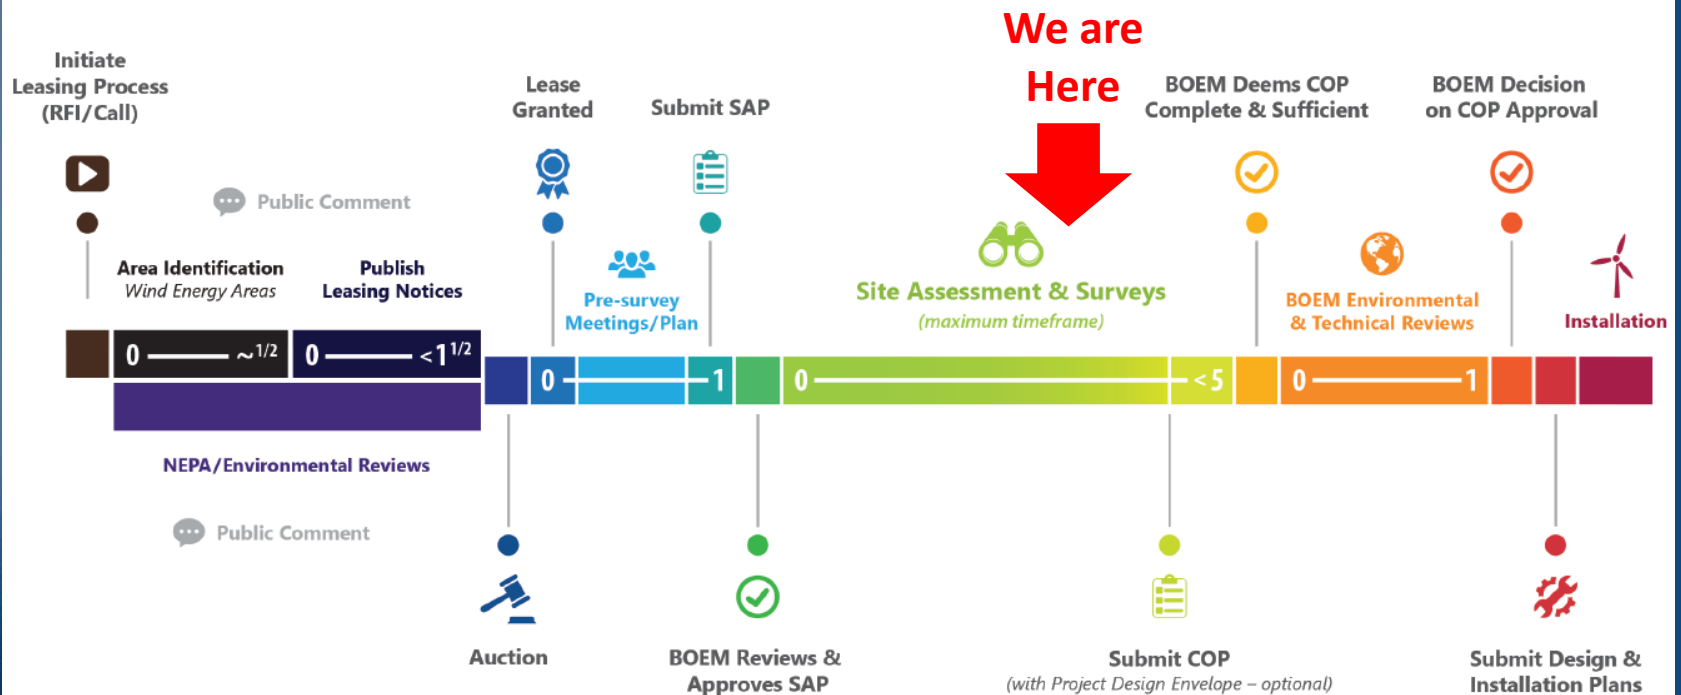 We are
Here
Initiate
Leasing Process
(RFI/Call)
Lease
Granted
Submit SAP
BOEM Deems COP
Complete & Sufficient
BOEM Decision
on COP Approval
Public Comment
Area Identification
Wind Energy Areas
Publish
Leasing Notices
Pre-survey
Meetings/Plan
Site Assessment & Surveys
(maximum timeframe)
BOEM Environmental
& Technical Reviews
Installation
0 ~1/2
0 <1 1/2
0 1
0 <5
0 1
NEPA/Environmental Reviews
Public Comment
Auction
BOEM Reviews &
Approves SAP
Submit COP
(with Project Design Envelope – optional)
Submit Design &
Installation Plans